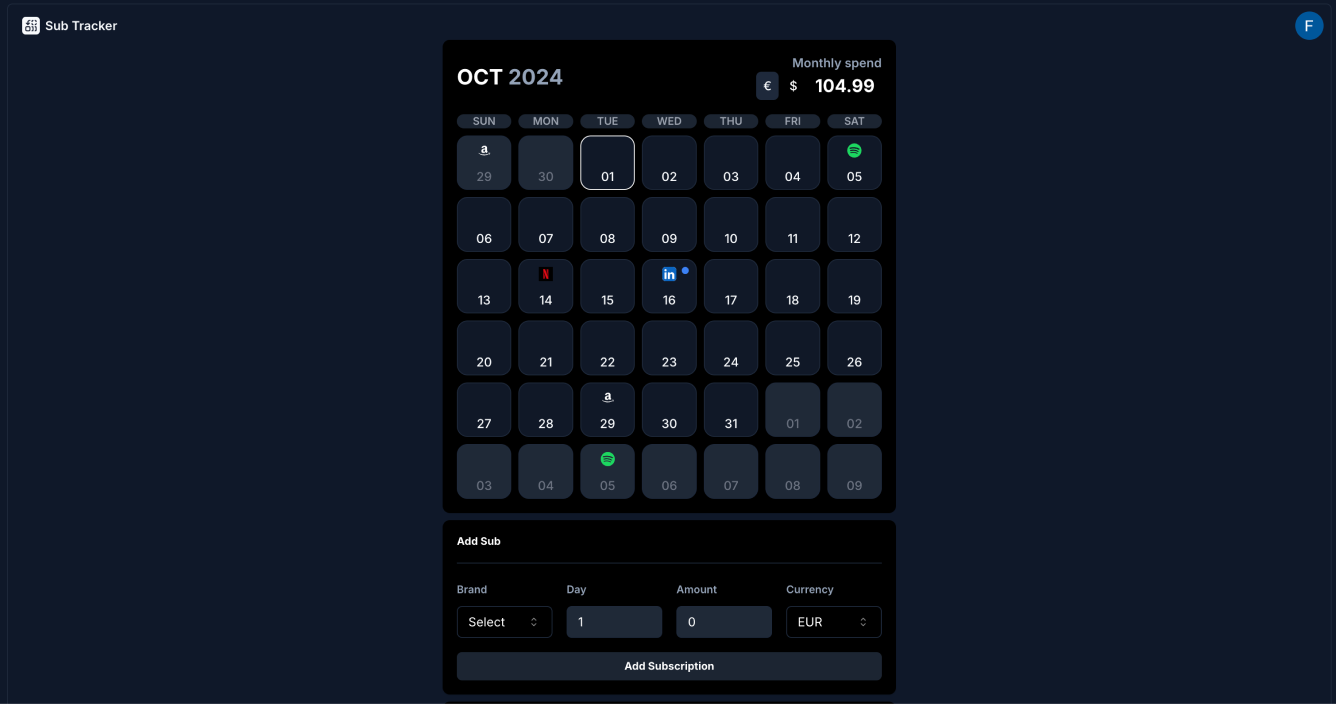 Sub Tracker
F
OCT 2024
Monthly spend
€ $ 104.99
SUN MON TUE WED THU FRI SAT
a
29 30 01 02 03 04 05
06 07 08 09 10 11 12
N in
13 14 15 16 17 18 19
20 21 22 23 24 25 26
a
27 28 29 30 31 01 02
03 04 05 06 07 08 09
Add Sub
Brand Day Amount Currency
Select 1 0 EUR
Add Subscription